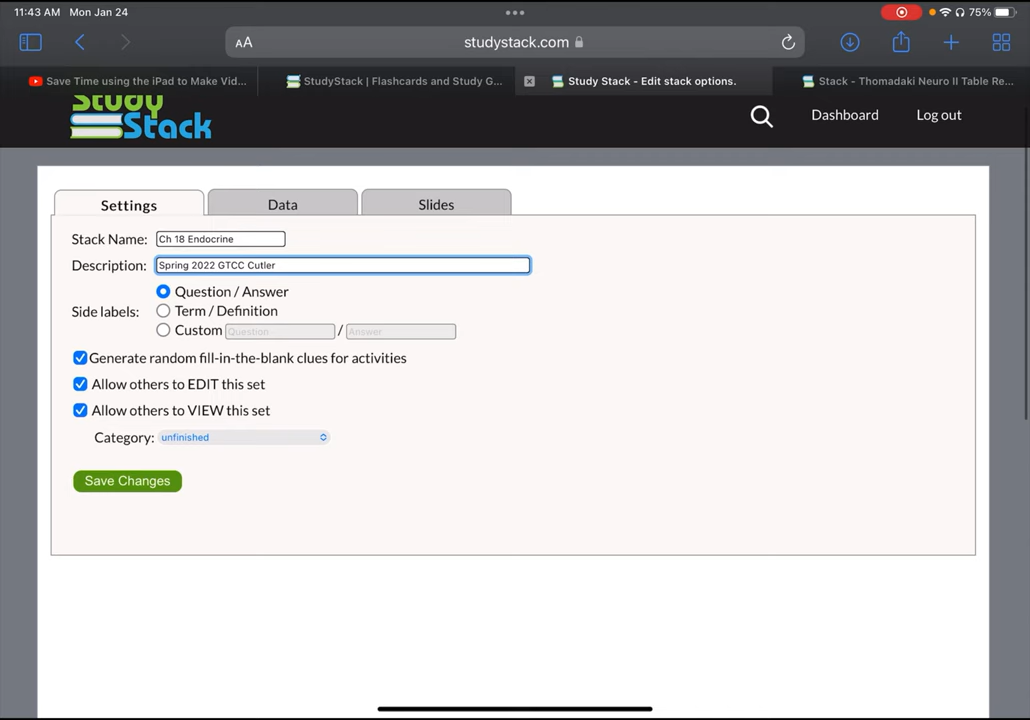 11:43 AM Mon Jan 24
75%
AA
studystack.com
Save Time using the iPad to Make Vid...
StudyStack | Flashcards and Study G...
Study Stack - Edit stack options.
Stack - Thomadaki Neuro II Table Re...
Study
Stack
Dashboard
Log out
Settings
Data
Slides
Stack Name: Ch 18 Endocrine
Description: Spring 2022 GTCC Cutler
Side labels:
Question / Answer
Term / Definition
Custom Question / Answer
Generate random fill-in-the-blank clues for activities
Allow others to EDIT this set
Allow others to VIEW this set
Category: unfinished
Save Changes